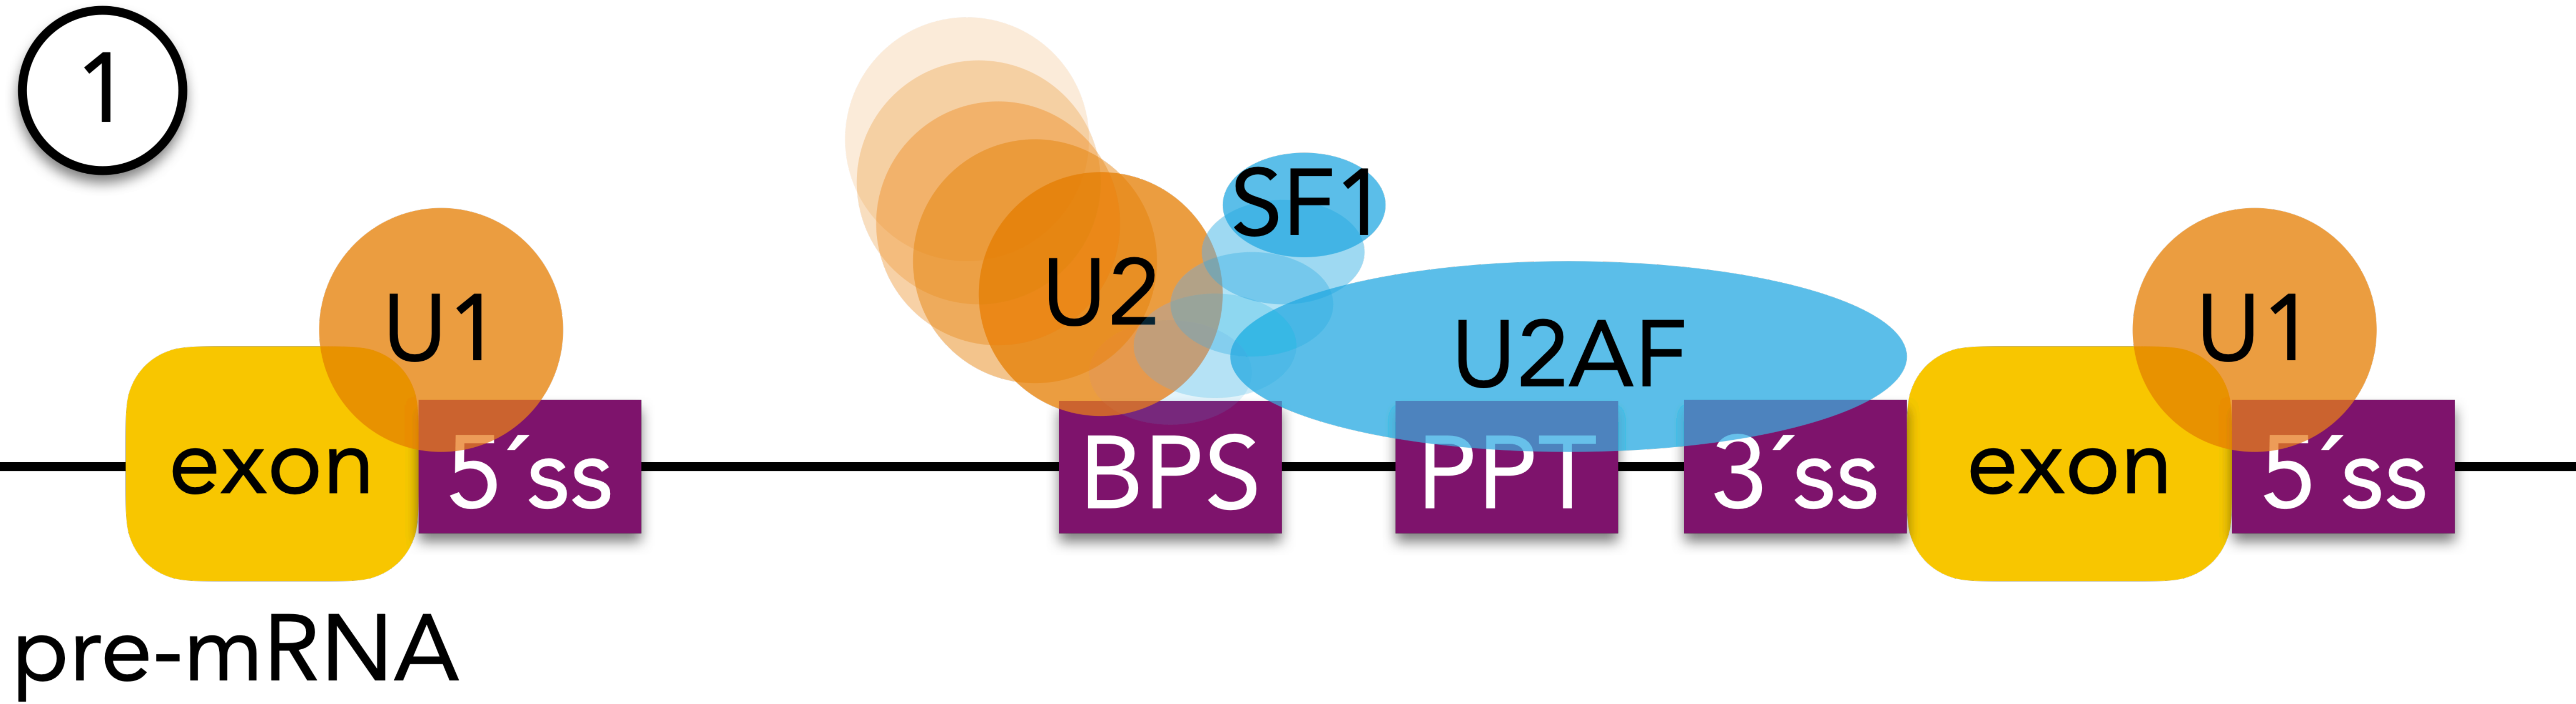 1
SF1
U2
U1
U2AF
U1
exon
5′ss
BPS
PPT
3′ss
exon
5′ss
pre-mRNA